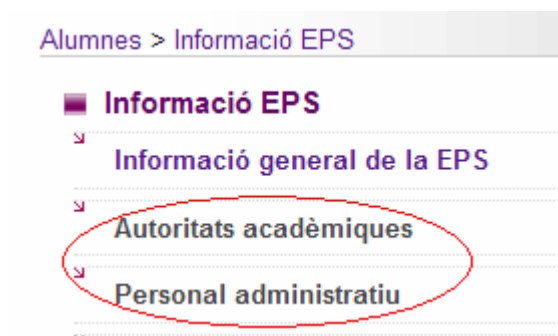 Alumnes > Informació EPS
Informació EPS
Informació general de la EPS
Autoritats acadèmiques
Personal administratiu